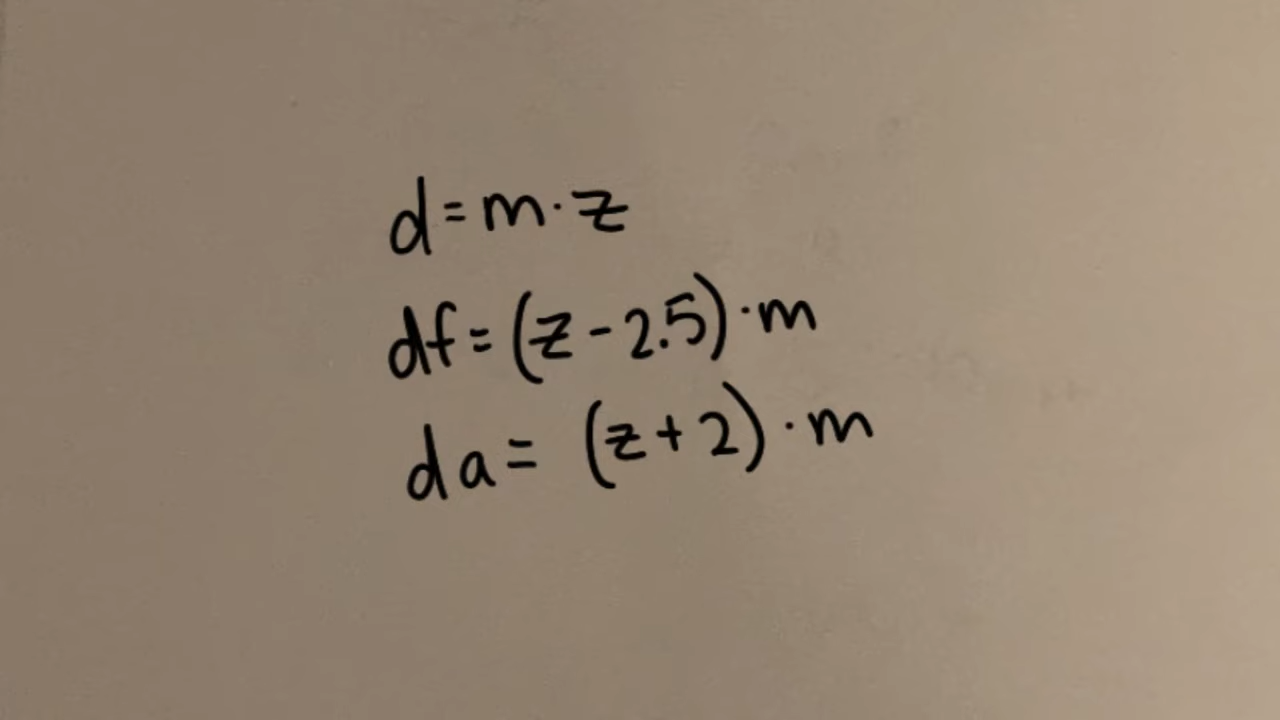 d = m · z
df = (z - 2.5) · m
da = (z + 2) · m